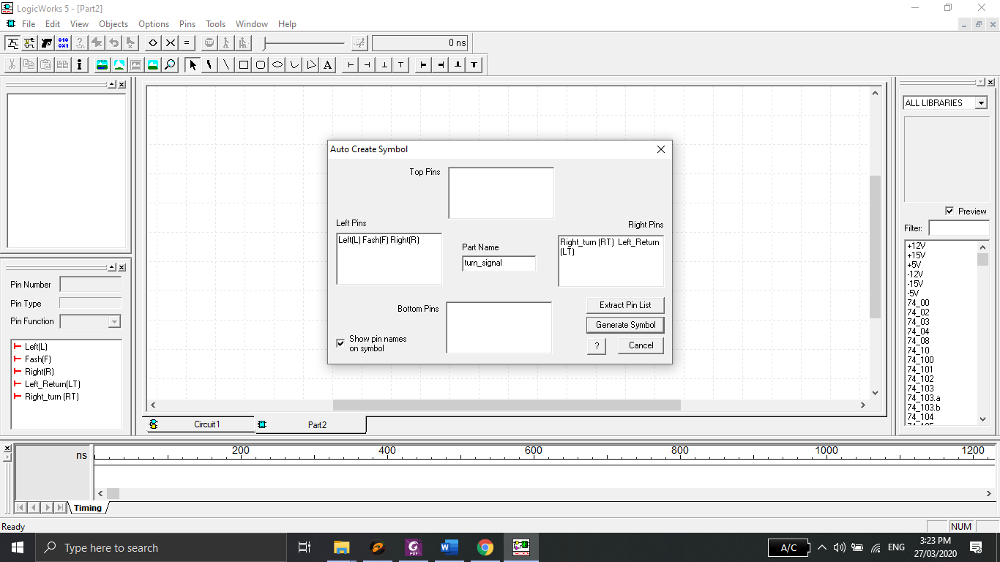 LogicWorks 5 - [Part2]
File Edit View Objects Options Pins Tools Window Help
0 ns
A
ALL LIBRARIES
Preview
Filter:
+12V
+15V
+5V
-12V
-15V
-5V
74_00
74_02
74_03
74_04
74_08
74_10
74_100
74_101
74_102
74_103
74_103.a
74_103.b
74_104
Pin Number
Pin Type
Pin Function
Left(L)
Fash(F)
Right(R)
Left_Return(LT)
Right_turn (RT)
Auto Create Symbol
Top Pins
Left Pins
Right Pins
Left(L) Fash(F) Right(R)
Part Name
turn_signal
Right_turn (RT) Left_Return
(LT)
Bottom Pins
Extract Pin List
Generate Symbol
Show pin names
on symbol
?
Cancel
Circuit1
Part2
ns
200 400 600 800 1000 1200
Timing
Ready
NUM
Type here to search
A/C
ENG
3:23 PM
27/03/2020